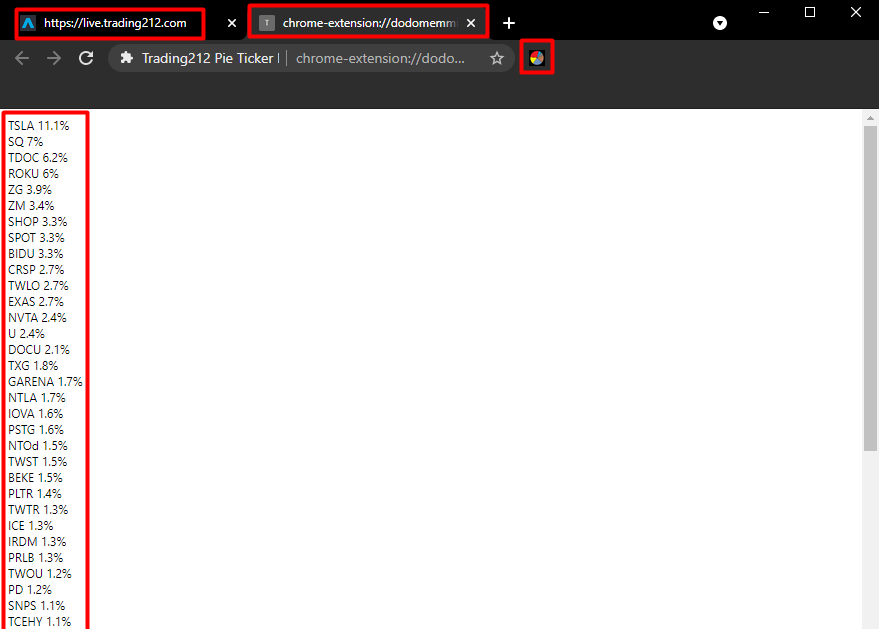 https://live.trading212.com
T
chrome-extension://dodomemmi
Trading212 Pie Ticker
chrome-extension://dodo...
TSLA 11.1%
SQ 7%
TDOC 6.2%
ROKU 6%
ZG 3.9%
ZM 3.4%
SHOP 3.3%
SPOT 3.3%
BIDU 3.3%
CRSP 2.7%
TWLO 2.7%
EXAS 2.7%
NVTA 2.4%
U 2.4%
DOCU 2.1%
TXG 1.8%
GARENA 1.7%
NTLA 1.7%
IOVA 1.6%
PSTG 1.6%
NTOd 1.5%
TWST 1.5%
BEKE 1.5%
PLTR 1.4%
TWTR 1.3%
ICE 1.3%
IRDM 1.3%
PRLB 1.3%
TWOU 1.2%
PD 1.2%
SNPS 1.1%
TCEHY 1.1%